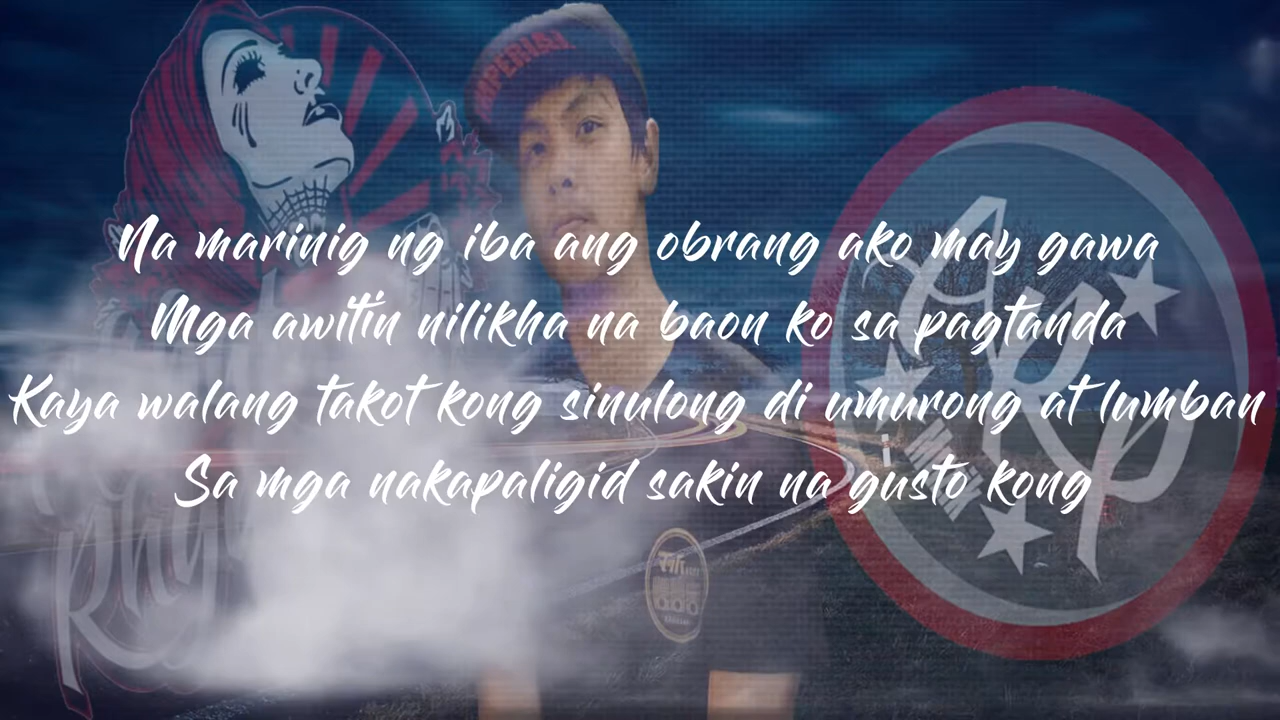 IMPERIAL
Na marinig ng iba ang obrang ako may gawa
Mga awitin nilikha na baon ko sa pagtanda
Kaya walang takot kong sinulong di umurong at lumban
Sa mga nakapaligid sakin na gusto kong